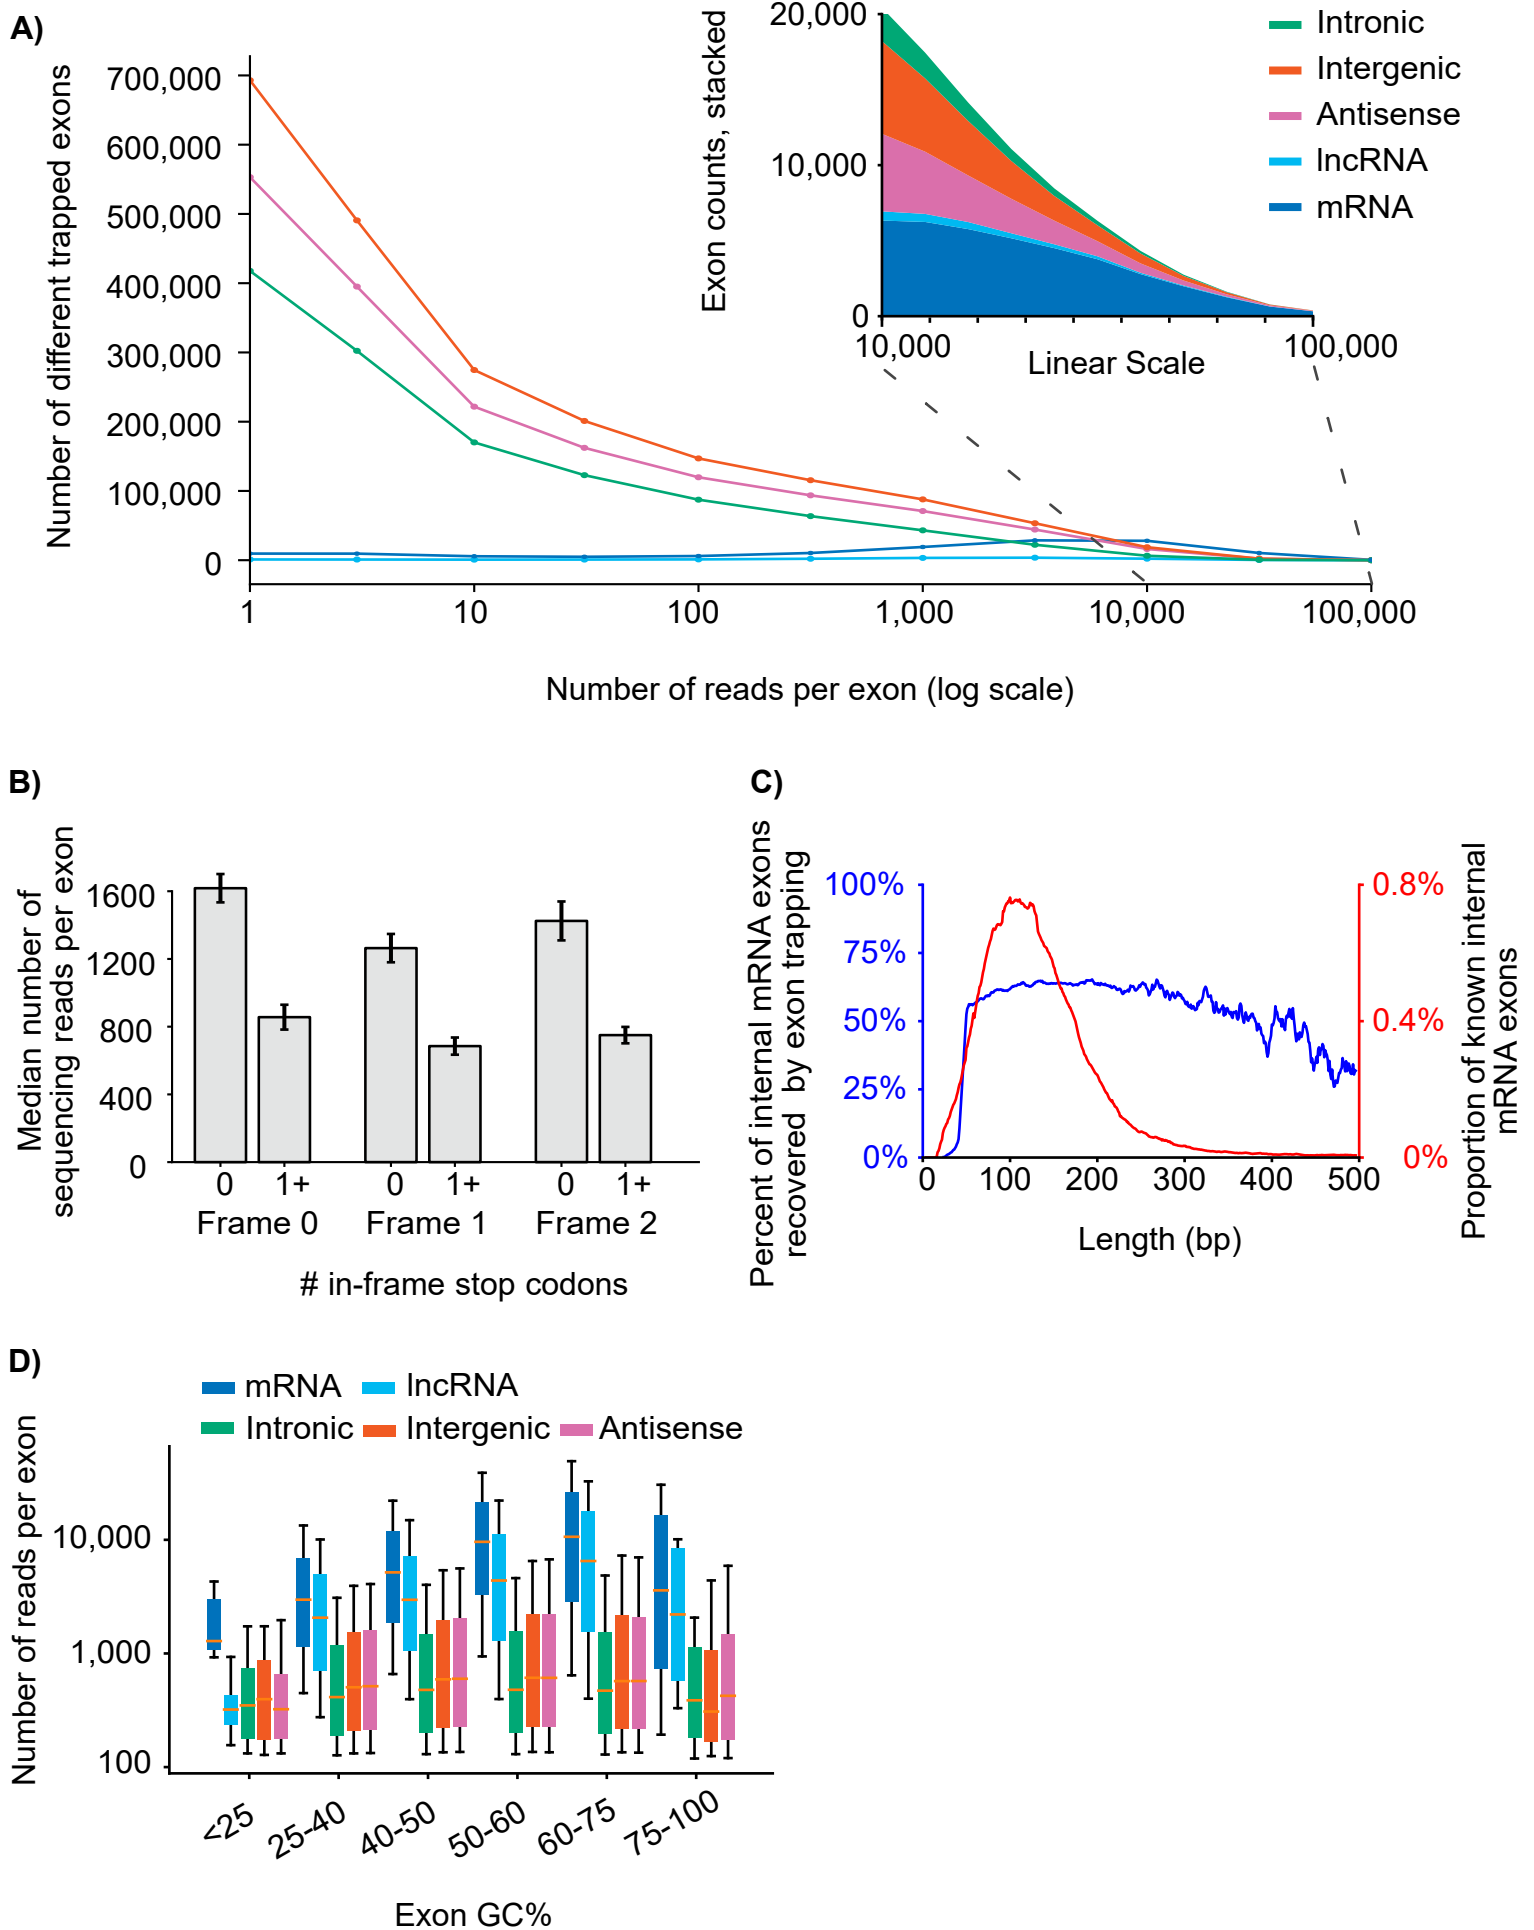 A)
Number of different trapped exons
700,000
600,000
500,000
400,000
300,000
200,000
100,000
0
1
10
100
1,000
10,000
100,000
Number of reads per exon (log scale)
Exon counts, stacked
20,000
10,000
0
10,000
100,000
Linear Scale
Intronic
Intergenic
Antisense
lncRNA
mRNA
B)
Median number of
sequencing reads per exon
1600
1200
800
400
0
0 1+ 0 1+ 0 1+
Frame 0 Frame 1 Frame 2
# in-frame stop codons
C)
Percent of internal mRNA exons
recovered by exon trapping
100%
75%
50%
25%
0%
0.8%
0.4%
0%
Proportion of known internal
mRNA exons
0 100 200 300 400 500
Length (bp)
D)
mRNA lncRNA
Intronic Intergenic Antisense
Number of reads per exon
10,000
1,000
100
<25 25-40 40-50 50-60 60-75 75-100
Exon GC%